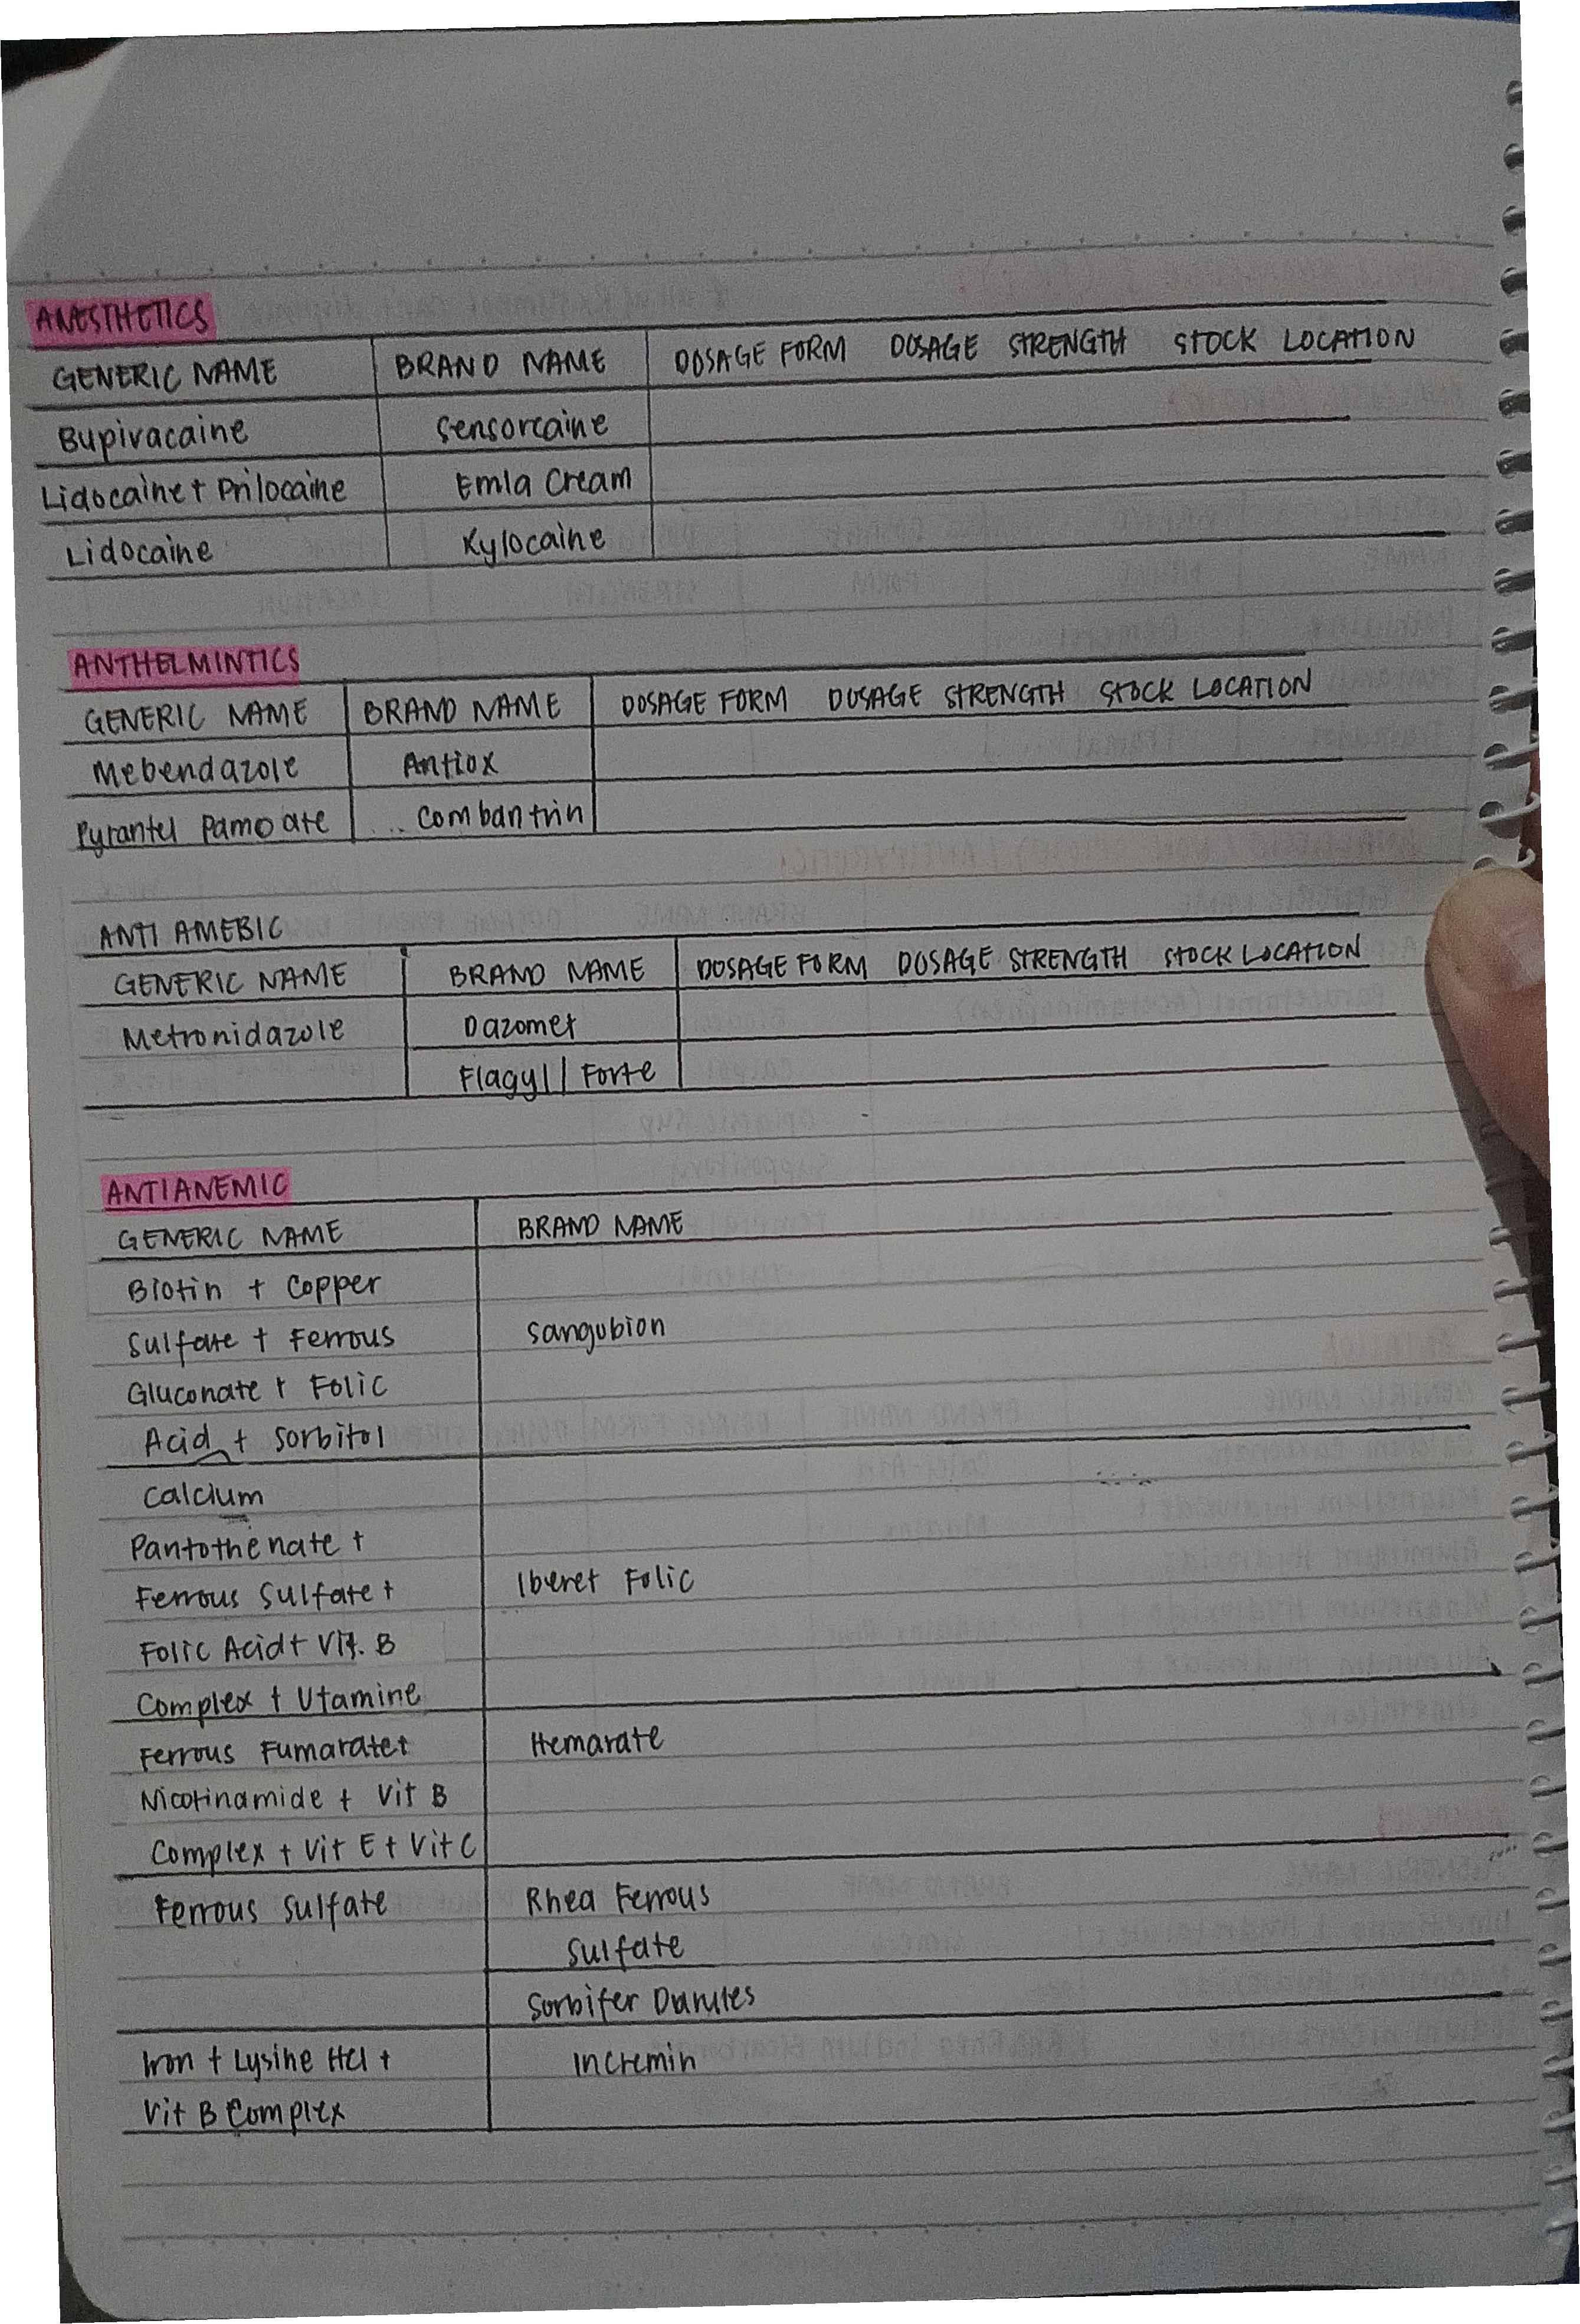 ANESTHETICS
GENERIC NAME BRAND NAME DOSAGE FORM DOSAGE STRENGTH STOCK LOCATION
Bupivacaine Sensorcaine
Lidocaine + Prilocaine Emla Cream
Lidocaine Xylocaine
ANTHELMINTICS
GENERIC NAME BRAND NAME DOSAGE FORM DOSAGE STRENGTH STOCK LOCATION
Mebendazole Antiox
Pyrantel Pamoate Combantrin
ANTI AMEBIC
GENERIC NAME BRAND NAME DOSAGE FORM DOSAGE STRENGTH STOCK LOCATION
Metronidazole Dazomet
Flagyl / Forte
ANTIANEMIC
GENERIC NAME BRAND NAME
Biotin + Copper
Sulfate + Ferrous Sangobion
Gluconate + Folic
Acid + Sorbitol
Calcium
Pantothenate +
Ferrous Sulfate + Iberet Folic
Folic Acid + Vit. B
Complex + Utamine
Ferrous Fumarate + Hemarate
Nicotinamide + Vit B
Complex + Vit E + Vit C
Ferrous Sulfate Rhea Ferrous
Sulfate
Sorbifer Durules
Iron + Lysine HCl + Incremin
Vit B Complex